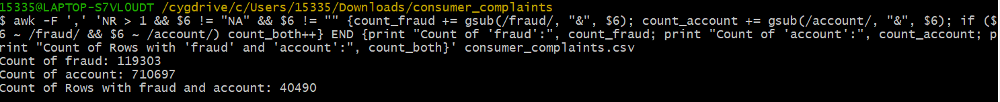 15335@LAPTOP-S7VL0UDT /cygdrive/c/Users/15335/Downloads/consumer_complaints
$ awk -F ',' 'NR > 1 && $6 != "NA" && $6 != "" {count_fraud += gsub(/fraud/, "&", $6); count_account += gsub(/account/, "&", $6); if ($
6 ~ /fraud/ && $6 ~ /account/) count_both++} END {print "Count of 'fraud':", count_fraud; print "Count of 'account':", count_account; p
rint "Count of Rows with 'fraud' and 'account':", count_both}' consumer_complaints.csv
Count of fraud: 119303
Count of account: 710697
Count of Rows with fraud and account: 40490